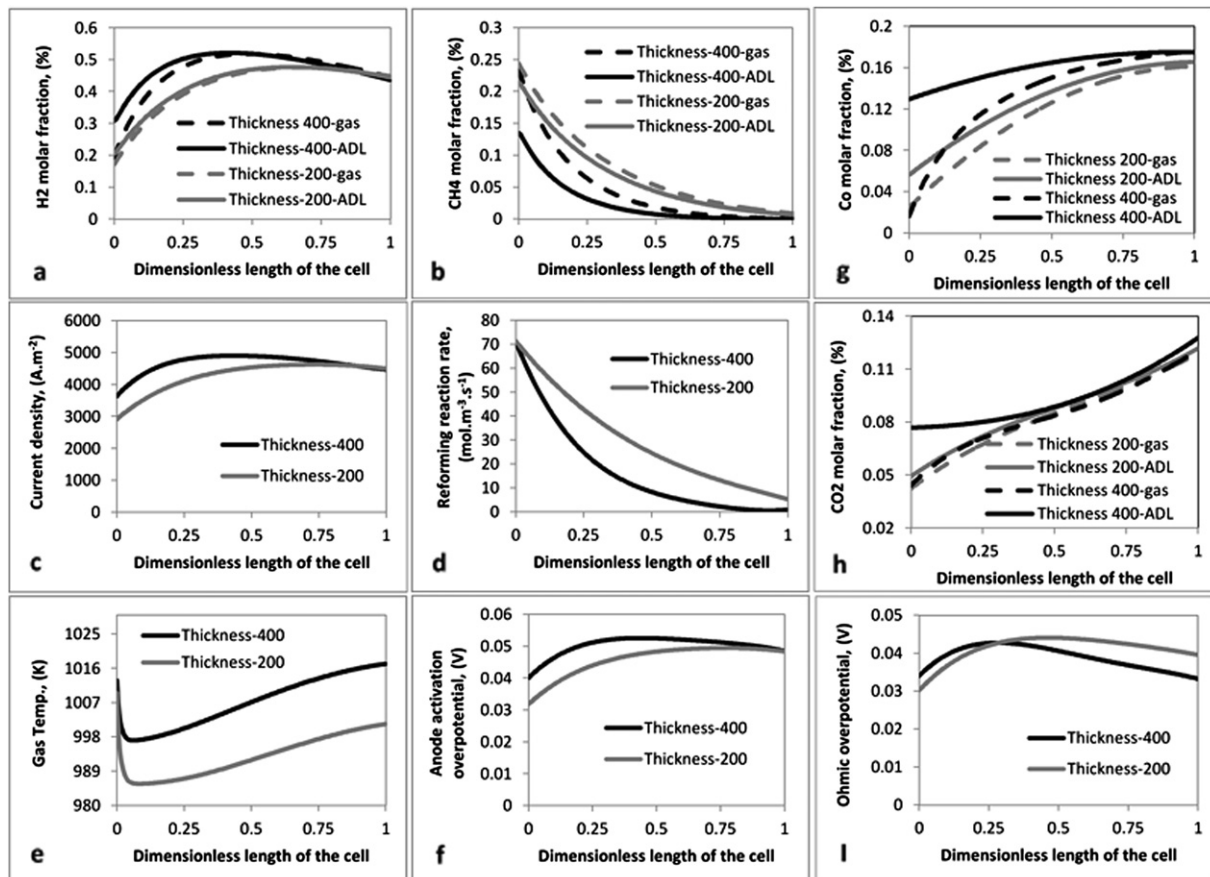 H2 molar fraction, (%)
0.6
0.5
0.4
0.3
0.2
0.1
0
Thickness 400-gas
Thickness-400-ADL
Thickness-200-gas
Thickness-200-ADL
0 0.25 0.5 0.75 1
a Dimensionless length of the cell
CH4 molar fraction, (%)
0.3
0.25
0.2
0.15
0.1
0.05
0
Thickness-400-gas
Thickness-400-ADL
Thickness-200-gas
Thickness-200-ADL
0 0.25 0.5 0.75 1
b Dimensionless length of the cell
Co molar fraction, (%)
0.2
0.16
0.12
0.08
0.04
0
Thickness 200-gas
Thickness 200-ADL
Thickness 400-gas
Thickness 400-ADL
0 0.25 0.5 0.75 1
g Dimensionless length of the cell
Current density, (A.m⁻²)
6000
5000
4000
3000
2000
1000
0
Thickness-400
Thickness-200
0 0.25 0.5 0.75 1
c Dimensionless length of the cell
Reforming reaction rate,
(mol.m⁻³.s⁻¹)
80
70
60
50
40
30
20
10
0
Thickness-400
Thickness-200
0 0.25 0.5 0.75 1
d Dimensionless length of the cell
CO2 molar fraction, (%)
0.14
0.11
0.08
0.05
0.02
Thickness 200-gas
Thickness 200-ADL
Thickness 400-gas
Thickness 400-ADL
0 0.25 0.5 0.75 1
h Dimensionless length of the cell
Gas Temp., (K)
1025
1016
1007
998
989
980
Thickness-400
Thickness-200
0 0.25 0.5 0.75 1
e Dimensionless length of the cell
Anode activation
overpotential, (V)
0.06
0.05
0.04
0.03
0.02
0.01
0
Thickness-400
Thickness-200
0 0.25 0.5 0.75 1
f Dimensionless length of the cell
Ohmic overpotential, (V)
0.05
0.04
0.03
0.02
0.01
0
Thickness-400
Thickness-200
0 0.25 0.5 0.75 1
I Dimensionless length of the cell